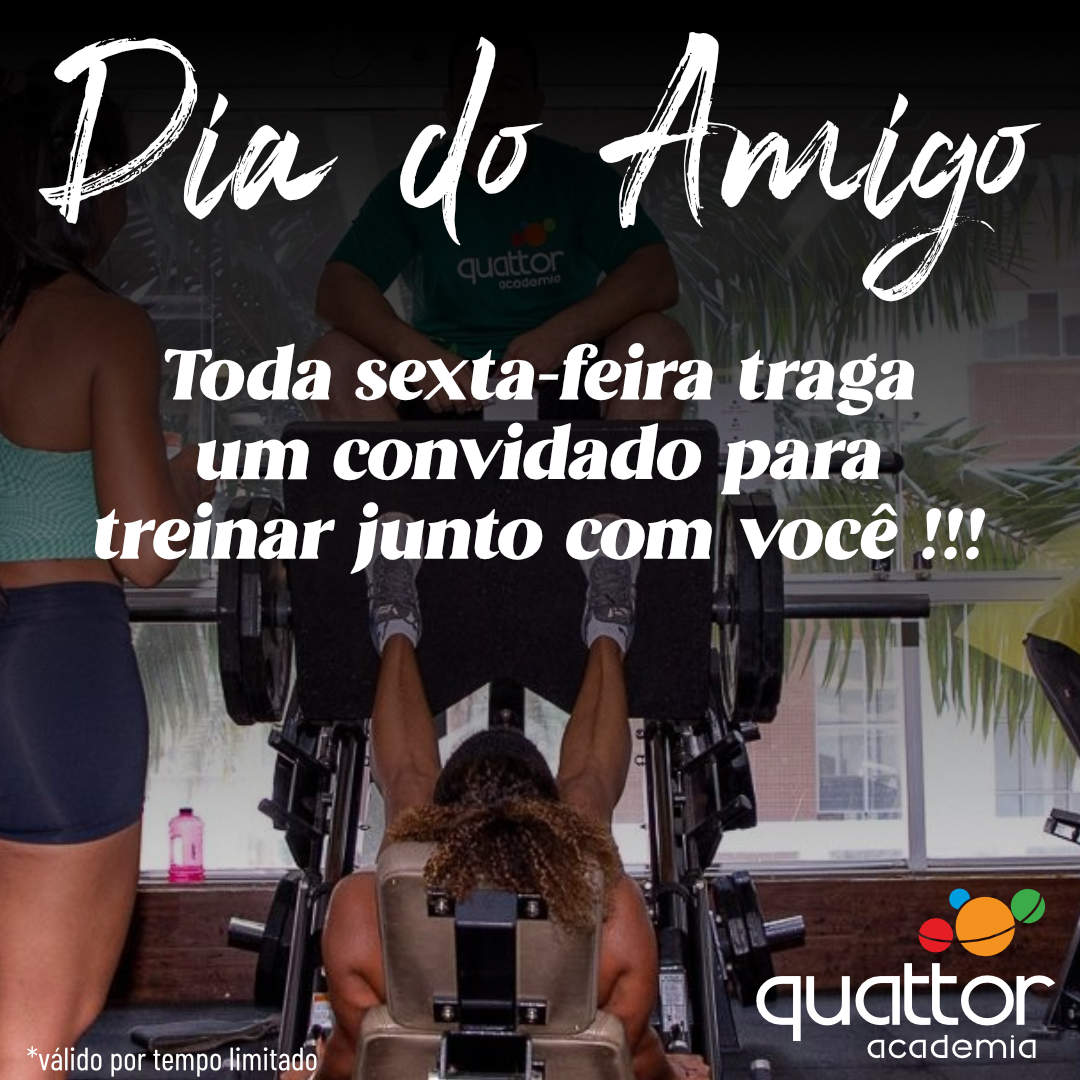 Dia do Amigo
quattor
academia
Toda sexta-feira traga
um convidado para
treinar junto com você !!!
quattor
academia
*válido por tempo limitado